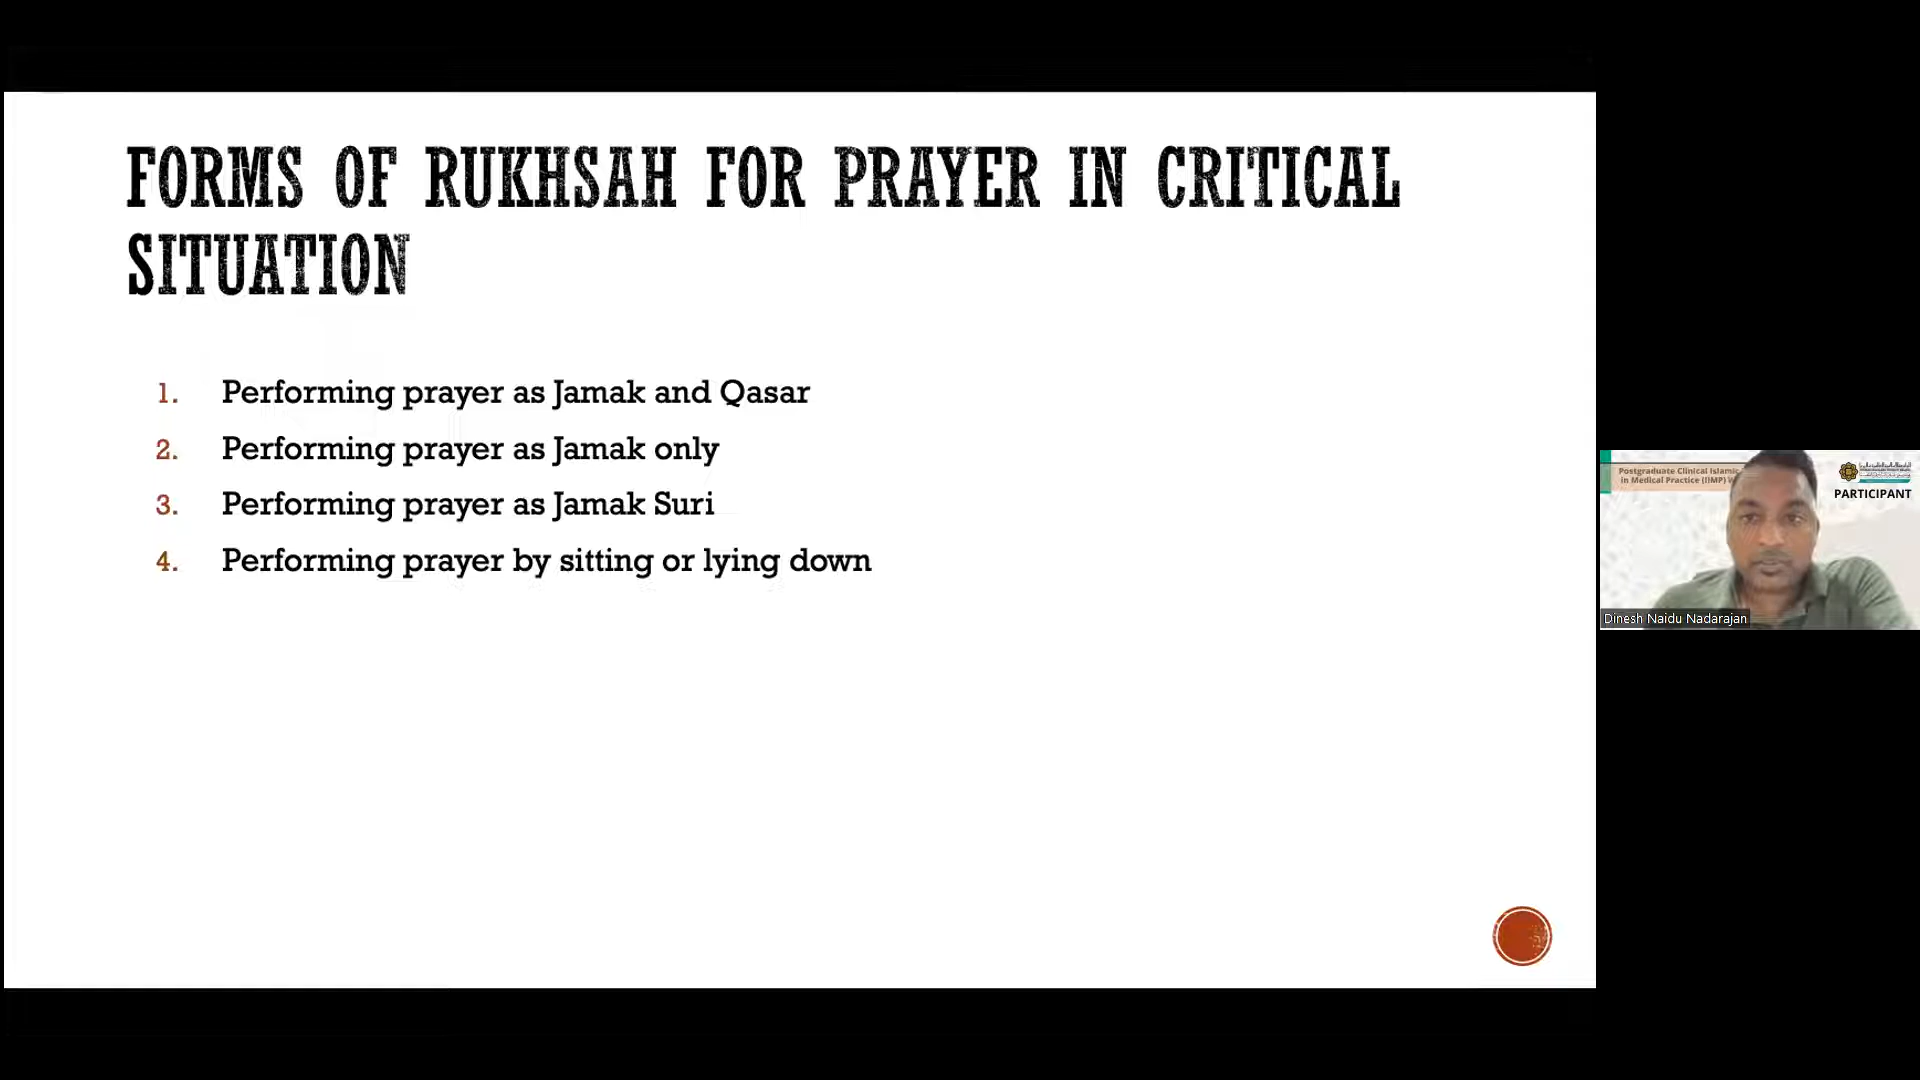 FORMS OF RUKHSAH FOR PRAYER IN CRITICAL
SITUATION
1. Performing prayer as Jamak and Qasar
2. Performing prayer as Jamak only
3. Performing prayer as Jamak Suri
4. Performing prayer by sitting or lying down
Postgraduate Clinical Islamic
in Medical Practice (IIMP) W
PARTICIPANT
Dinesh Naidu Nadarajan